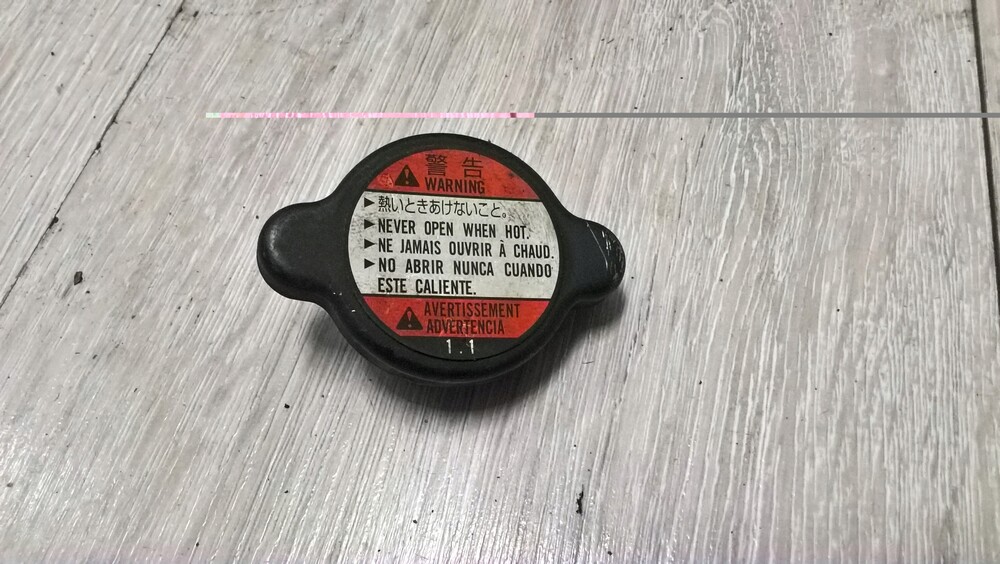 警告
WARNING
▶熱いときあけないこと。
▶NEVER OPEN WHEN HOT.
▶NE JAMAIS OUVRIR À CHAUD.
▶NO ABRIR NUNCA CUANDO
ESTE CALIENTE.
AVERTISSEMENT
ADVERTENCIA
1.1